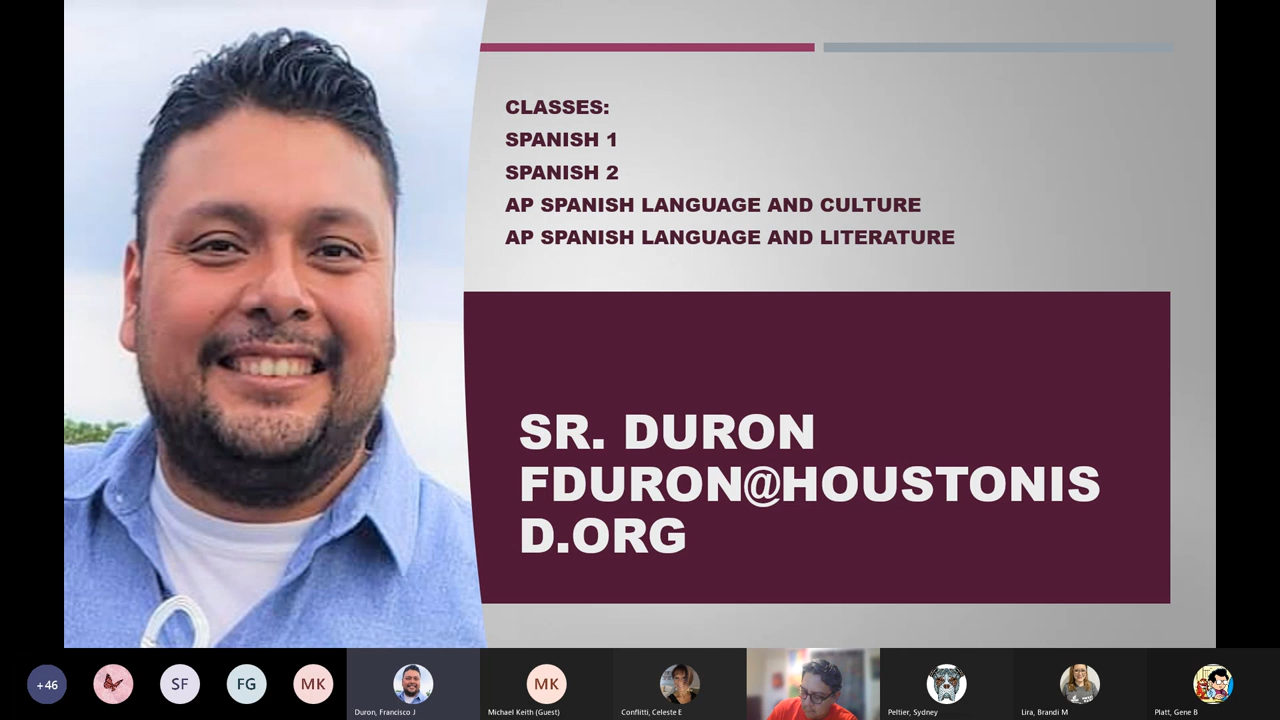 CLASSES:
SPANISH 1
SPANISH 2
AP SPANISH LANGUAGE AND CULTURE
AP SPANISH LANGUAGE AND LITERATURE
SR. DURON
FDURON@HOUSTONIS
D.ORG
+46
SF
FG
MK
MK
Duron, Francisco J
Michael Keith (Guest)
Conflitti, Celeste E
Peltier, Sydney
Lira, Brandi M
Platt, Gene B